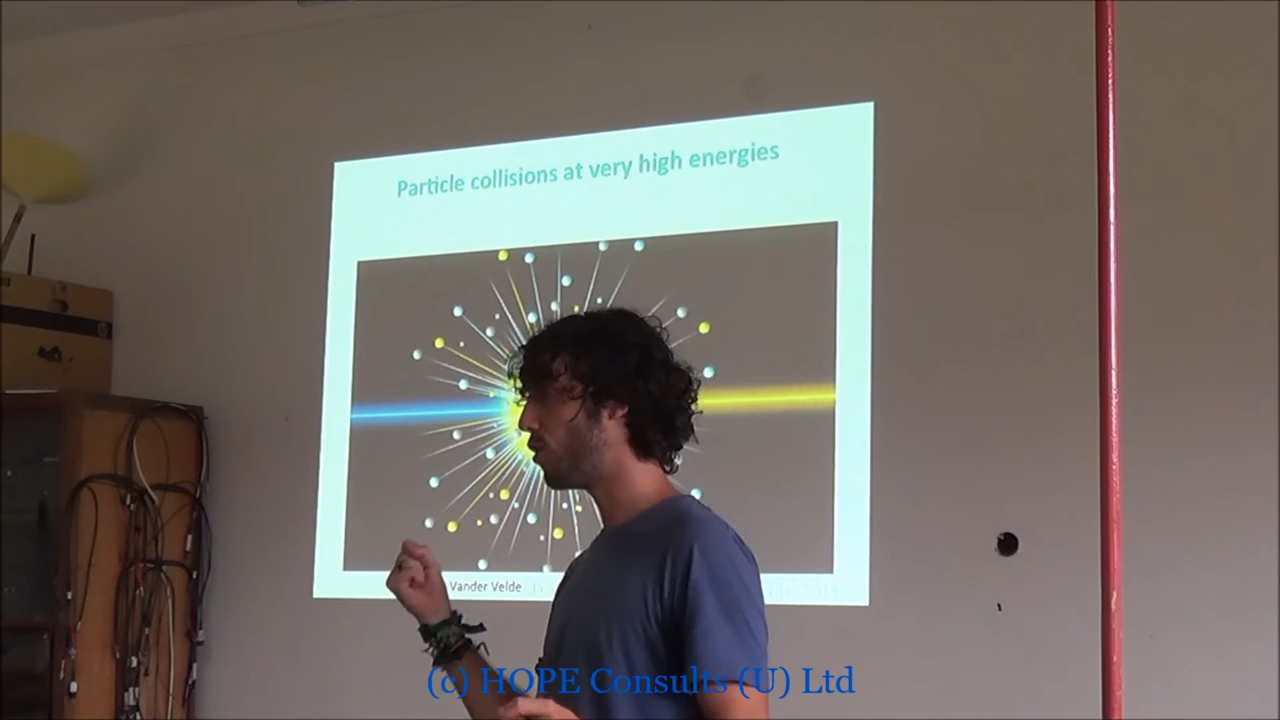 Particle collisions at very high energies
Vander Velde
(c) HOPE Consults (U) Ltd